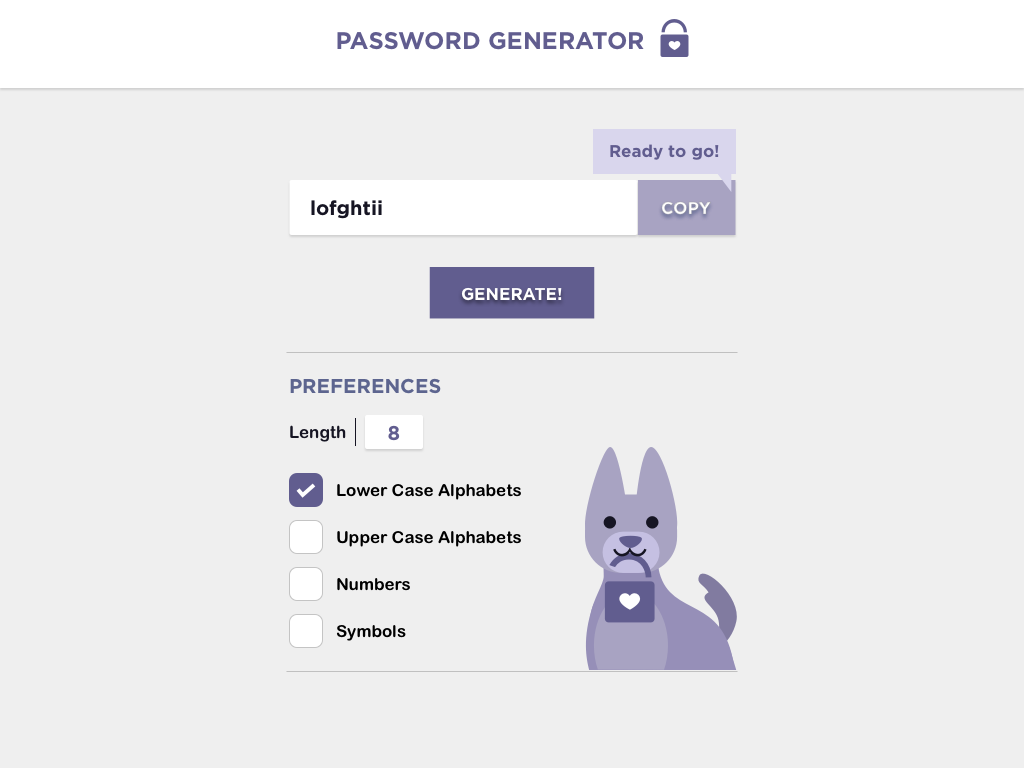 PASSWORD GENERATOR
Ready to go!
lofghtii
COPY
GENERATE!
PREFERENCES
Length
8
Lower Case Alphabets
Upper Case Alphabets
Numbers
Symbols